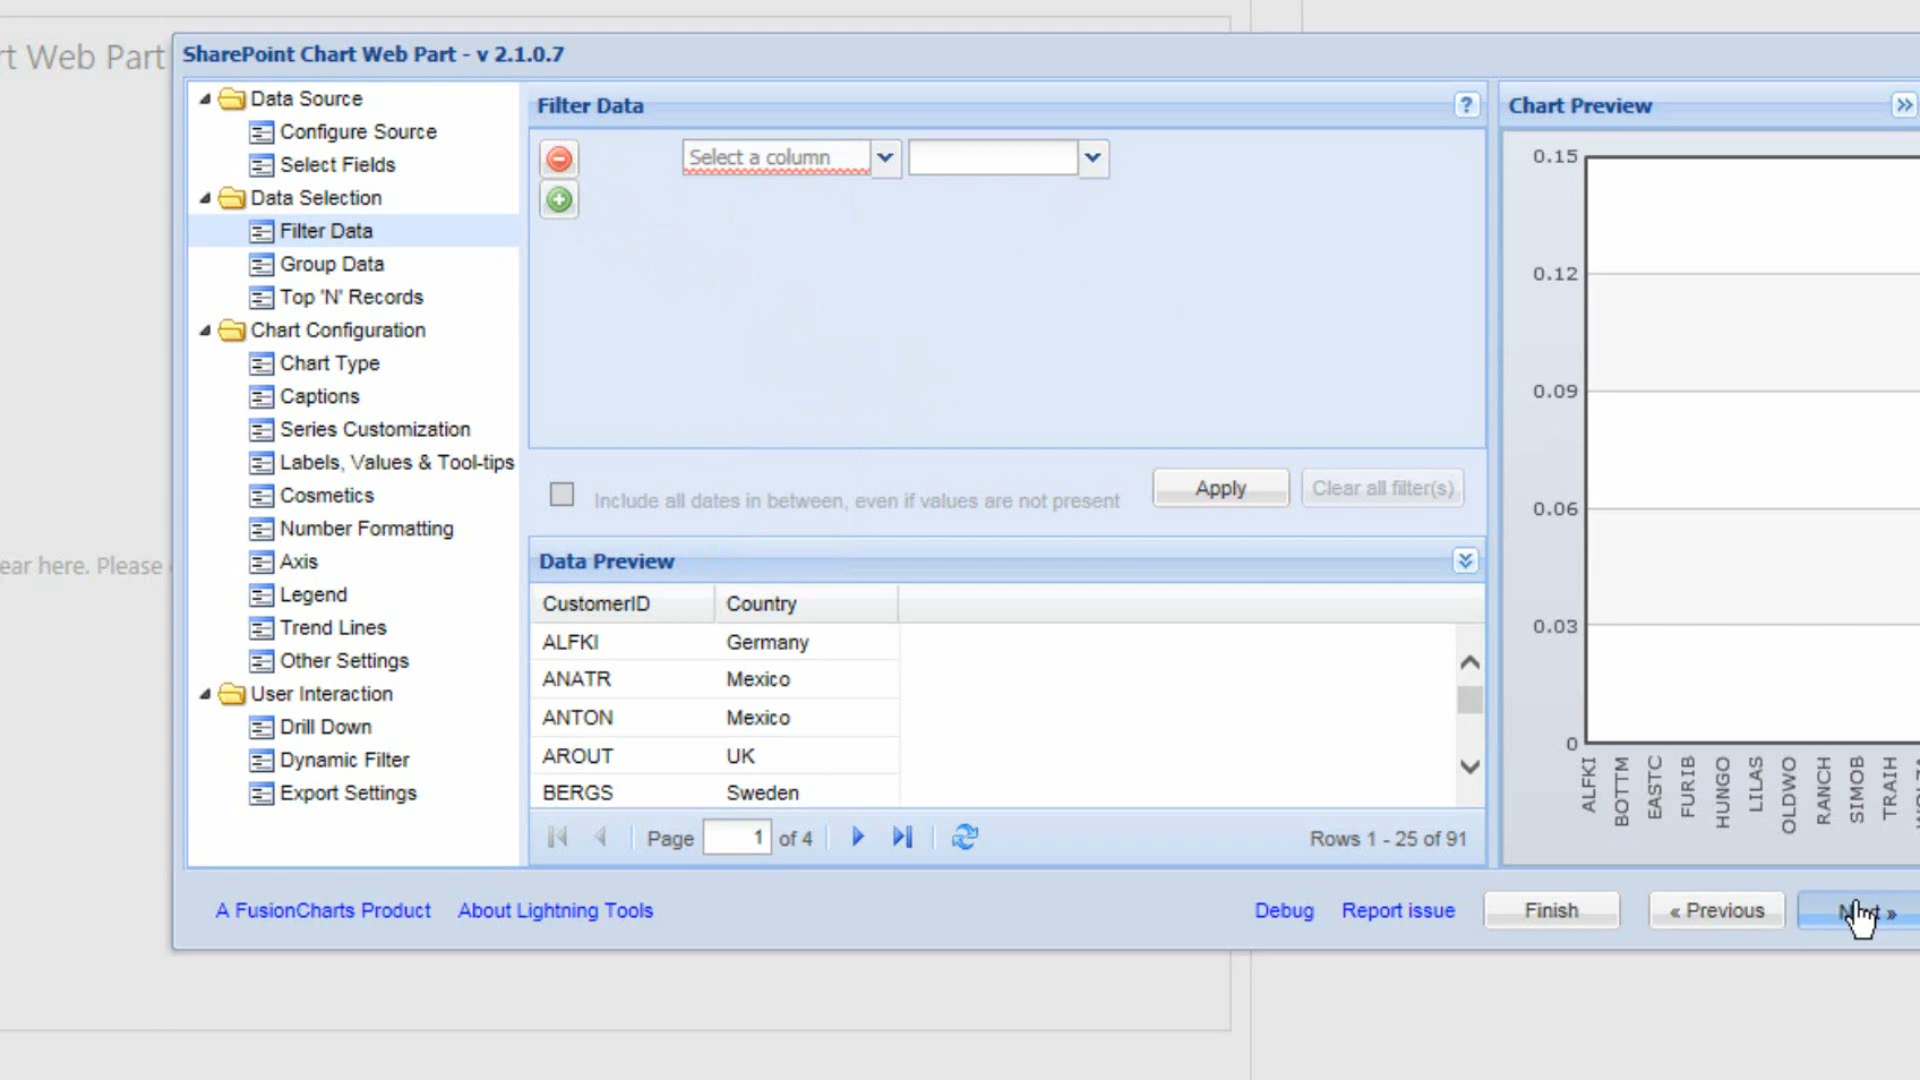 rt Web Part
SharePoint Chart Web Part - v 2.1.0.7
Data Source
Configure Source
Select Fields
Data Selection
Filter Data
Group Data
Top 'N' Records
Chart Configuration
Chart Type
Captions
Series Customization
Labels, Values & Tool-tips
Cosmetics
Number Formatting
Axis
Legend
Trend Lines
Other Settings
User Interaction
Drill Down
Dynamic Filter
Export Settings
ear here. Please
Filter Data
?
Select a column
Include all dates in between, even if values are not present
Apply
Clear all filter(s)
Data Preview
CustomerID Country
ALFKI Germany
ANATR Mexico
ANTON Mexico
AROUT UK
BERGS Sweden
Page 1 of 4
Rows 1 - 25 of 91
Chart Preview
0.15
0.12
0.09
0.06
0.03
0
ALFKI
BOTTM
EASTC
FURIB
HUNGO
LILAS
OLDWO
RANCH
SIMOB
TRAIH
A FusionCharts Product
About Lightning Tools
Debug
Report issue
Finish
« Previous
Next »